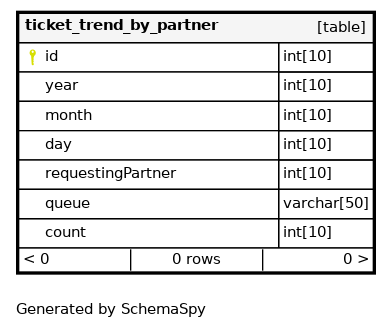 ticket_trend_by_partner [table]
id int[10]
year int[10]
month int[10]
day int[10]
requestingPartner int[10]
queue varchar[50]
count int[10]
< 0 0 rows 0 >
Generated by SchemaSpy